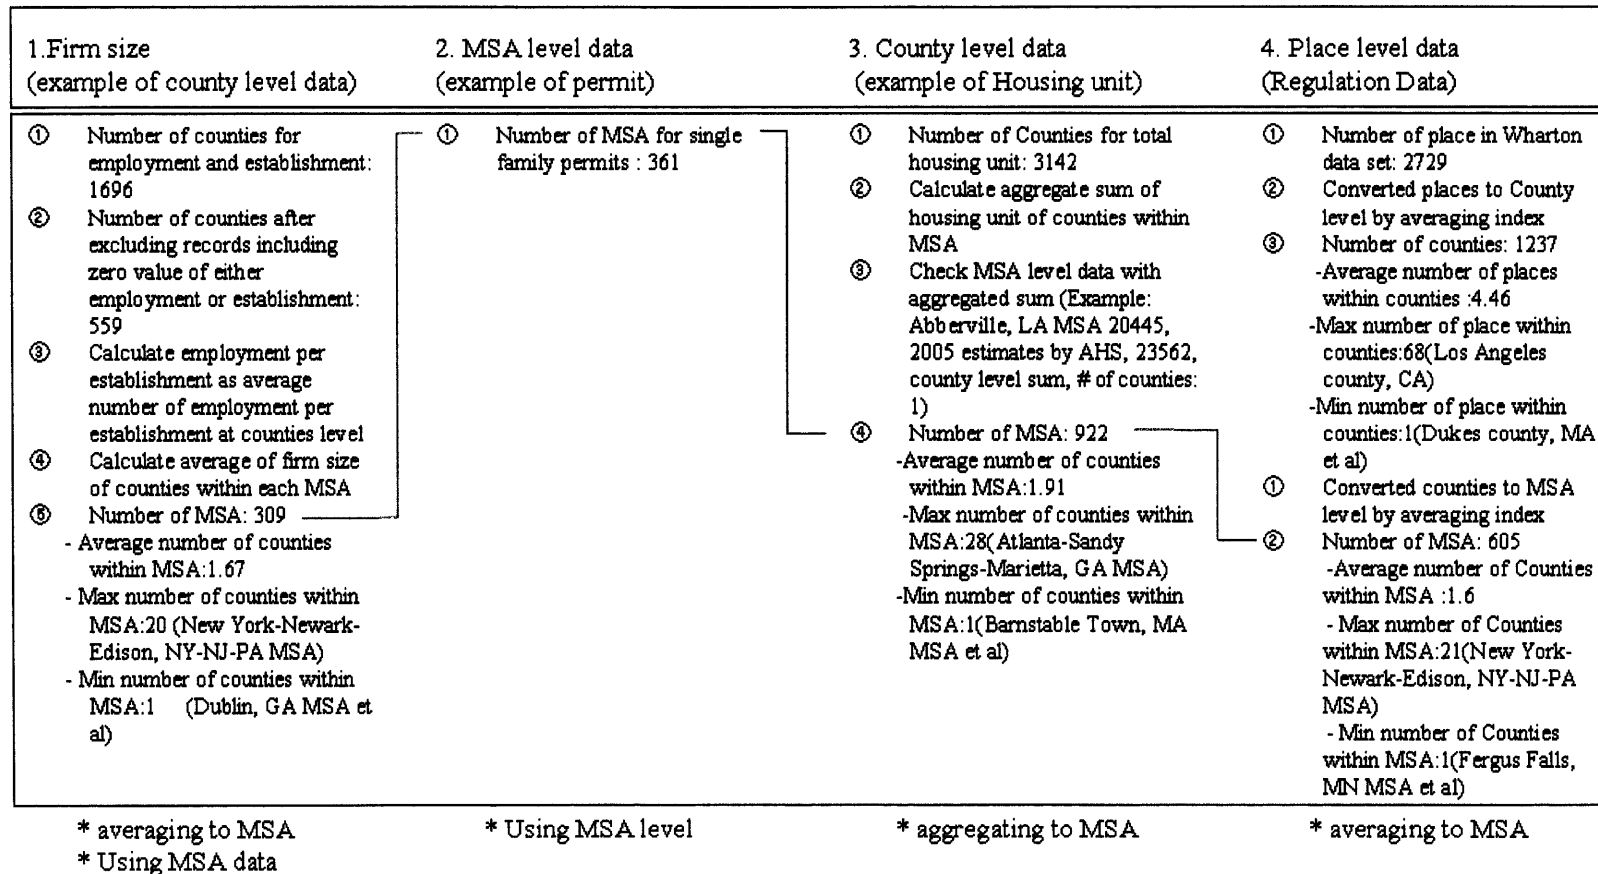 1.Firm size
(example of county level data)
2. MSA level data
(example of permit)
3. County level data
(example of Housing unit)
4. Place level data
(Regulation Data)
① Number of counties for
employment and establishment:
1696
② Number of counties after
excluding records including
zero value of either
employment or establishment:
559
③ Calculate employment per
establishment as average
number of employment per
establishment at counties level
④ Calculate average of firm size
of counties within each MSA
⑤ Number of MSA: 309
- Average number of counties
within MSA:1.67
- Max number of counties within
MSA:20 (New York-Newark-
Edison, NY-NJ-PA MSA)
- Min number of counties within
MSA:1 (Dublin, GA MSA et
al)
① Number of MSA for single
family permits : 361
① Number of Counties for total
housing unit: 3142
② Calculate aggregate sum of
housing unit of counties within
MSA
③ Check MSA level data with
aggregated sum (Example:
Abberville, LA MSA 20445,
2005 estimates by AHS, 23562,
county level sum, # of counties:
1)
④ Number of MSA: 922
-Average number of counties
within MSA:1.91
-Max number of counties within
MSA:28(Atlanta-Sandy
Springs-Marietta, GA MSA)
-Min number of counties within
MSA:1(Barnstable Town, MA
MSA et al)
① Number of place in Wharton
data set: 2729
② Converted places to County
level by averaging index
③ Number of counties: 1237
-Average number of places
within counties :4.46
-Max number of place within
counties:68(Los Angeles
county, CA)
-Min number of place within
counties:1(Dukes county, MA
et al)
① Converted counties to MSA
level by averaging index
② Number of MSA: 605
-Average number of Counties
within MSA :1.6
- Max number of Counties
within MSA:21(New York-
Newark-Edison, NY-NJ-PA
MSA)
- Min number of Counties
within MSA:1(Fergus Falls,
MN MSA et al)
* averaging to MSA
* Using MSA data
* Using MSA level
* aggregating to MSA
* averaging to MSA